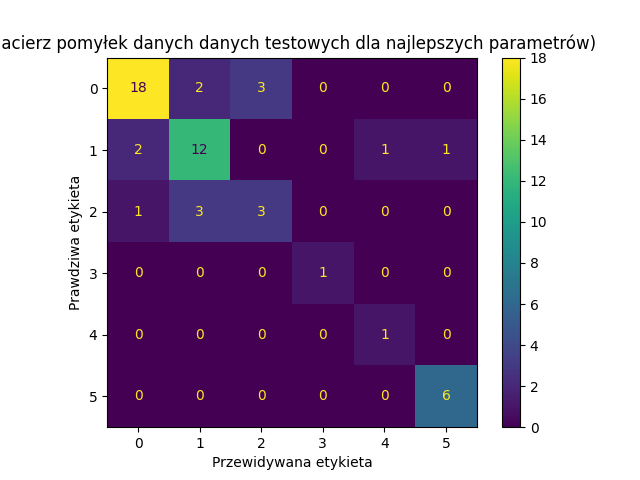 acierz pomyłek danych danych testowych dla najlepszych parametrów)
0 18 2 3 0 0 0
1 2 12 0 0 1 1
2 1 3 3 0 0 0
3 0 0 0 1 0 0
4 0 0 0 0 1 0
5 0 0 0 0 0 6
0 1 2 3 4 5
Prawdziwa etykieta
Przewidywana etykieta
18
16
14
12
10
8
6
4
2
0